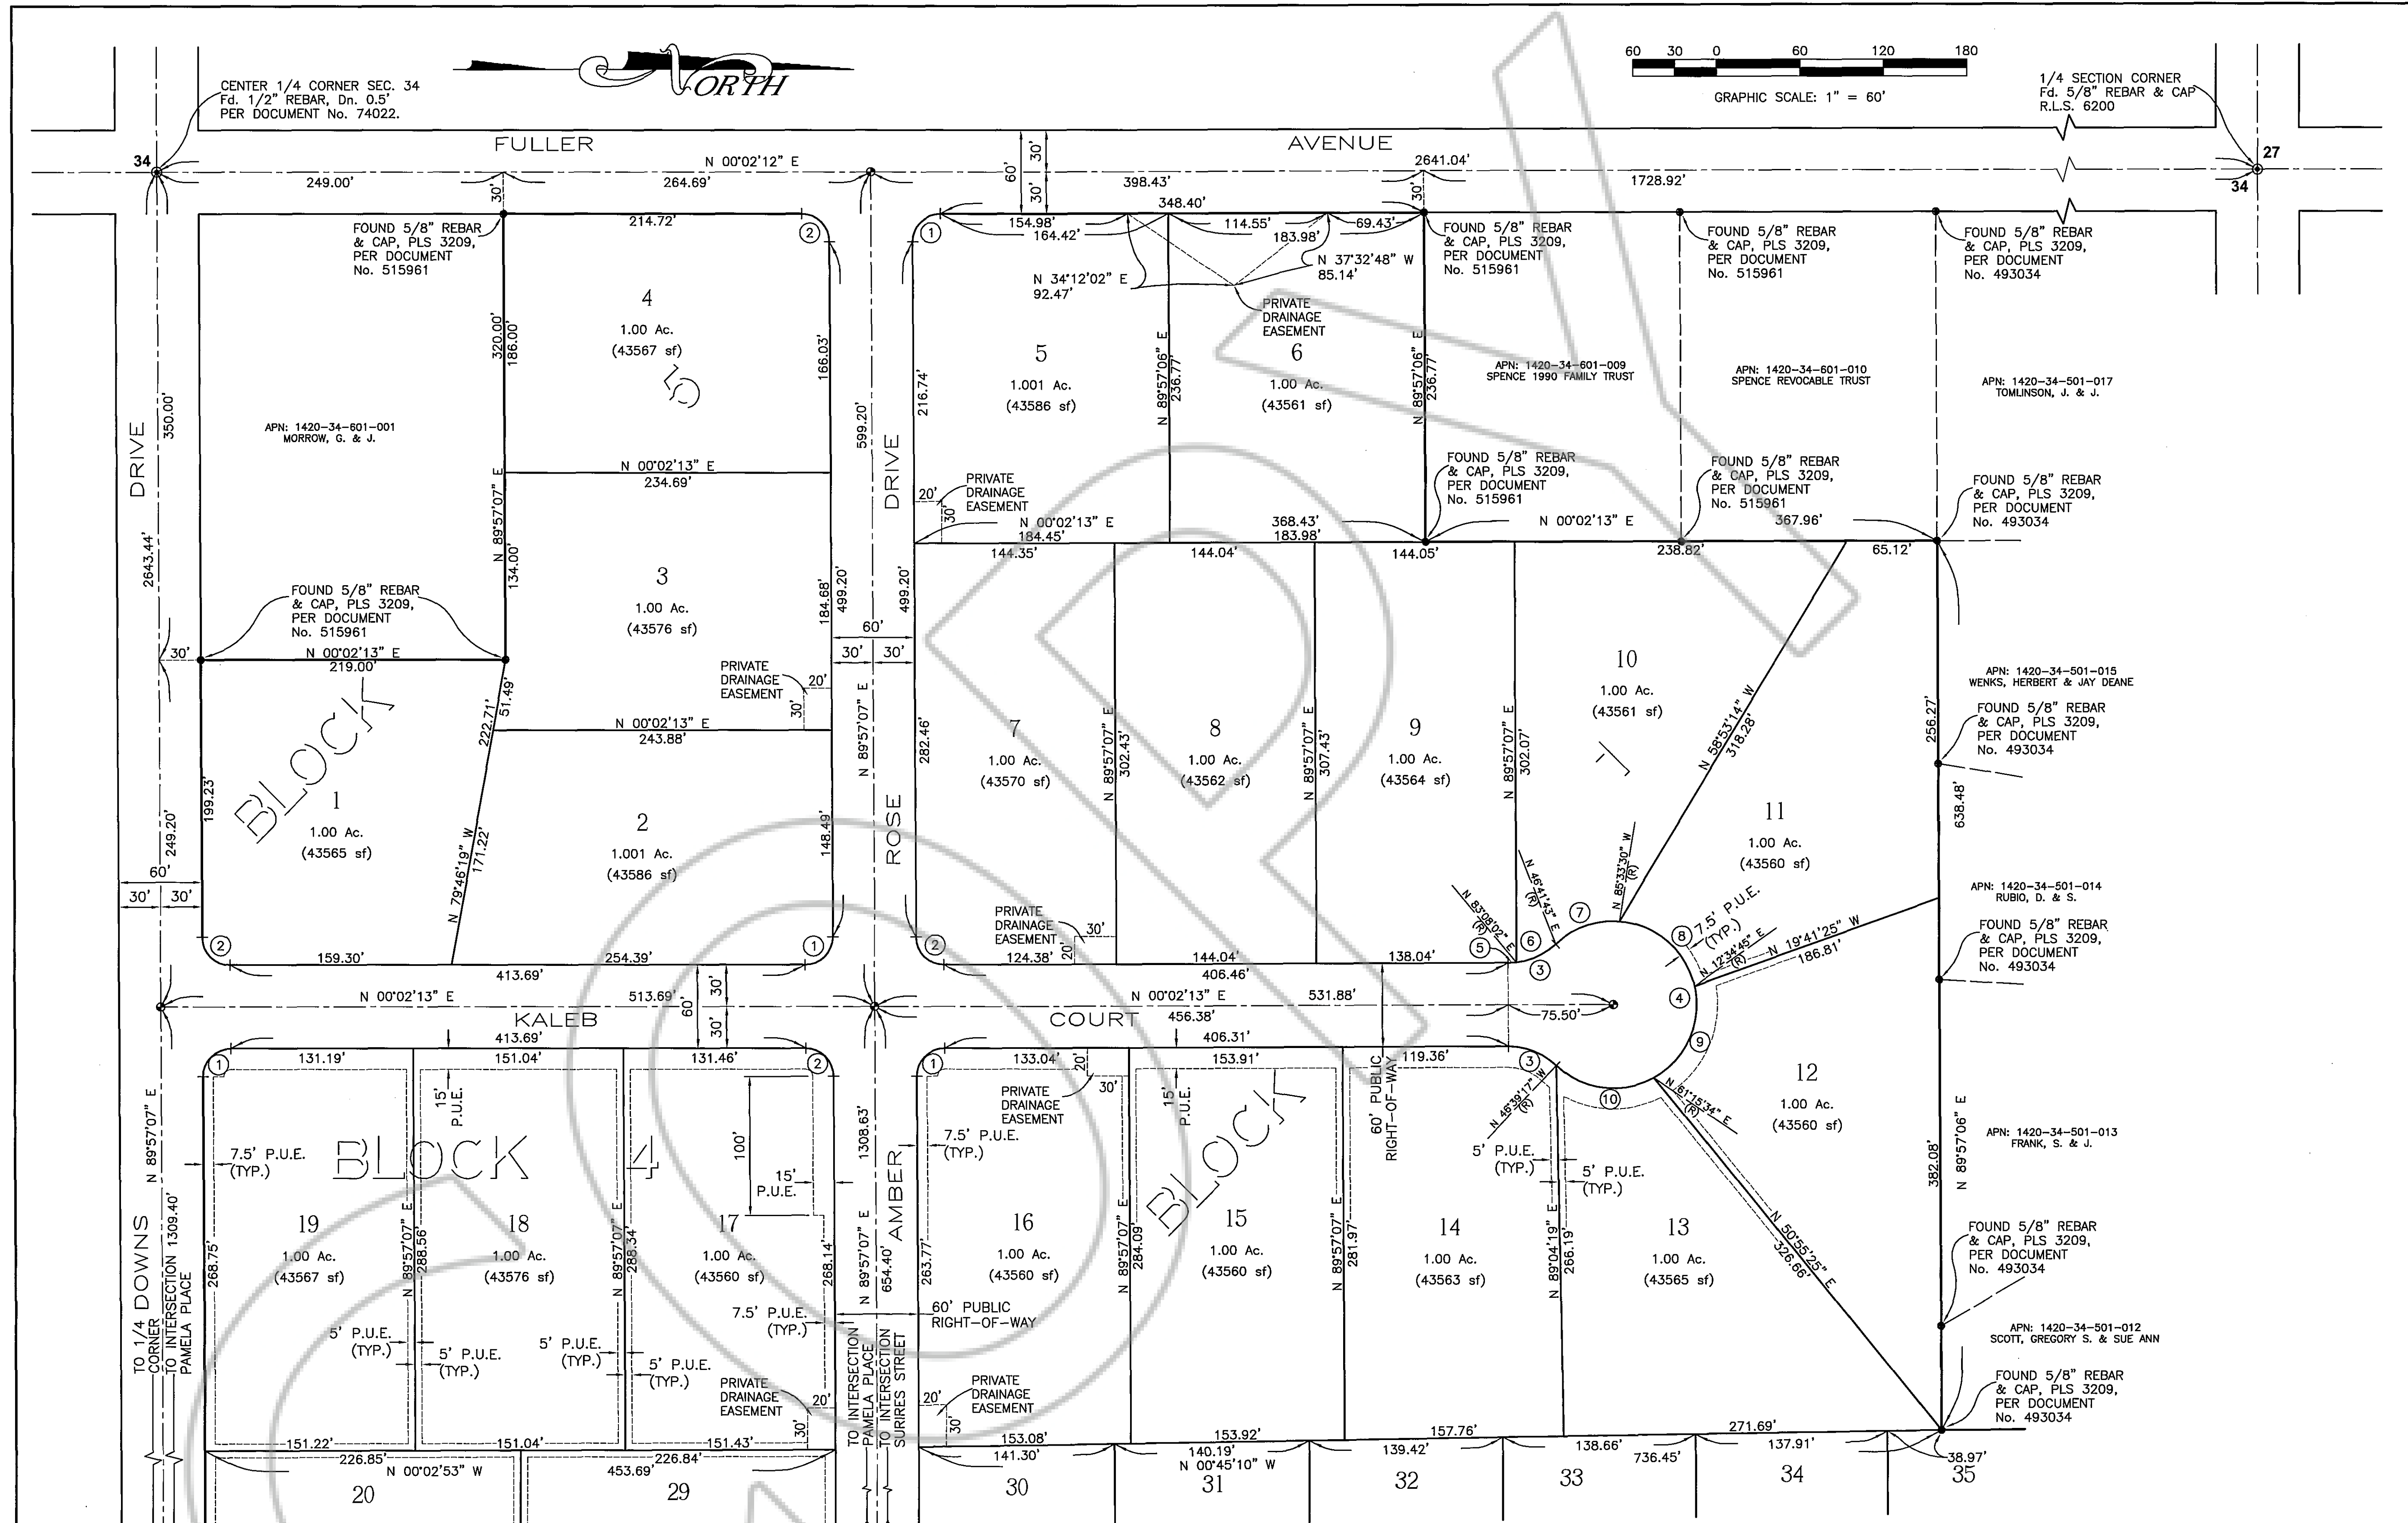 CENTER 1/4 CORNER SEC. 34
Fd. 1/2" REBAR, Dn. 0.5'
PER DOCUMENT No. 74022.
NORTH
60 30 0 60 120 180
GRAPHIC SCALE: 1" = 60'
1/4 SECTION CORNER
Fd. 5/8" REBAR & CAP
R.L.S. 6200
34
FULLER
AVENUE
27
34
N 00°02'12" E
249.00'
264.69'
398.43'
2641.04'
1728.92'
30'
60'
30'
30'
30'
FOUND 5/8" REBAR
& CAP, PLS 3209,
PER DOCUMENT
No. 515961
214.72'
2
1
348.40'
154.98'
164.42'
114.55'
183.98'
69.43'
N 34°12'02" E
92.47'
N 37°32'48" W
85.14'
PRIVATE
DRAINAGE
EASEMENT
FOUND 5/8" REBAR
& CAP, PLS 3209,
PER DOCUMENT
No. 515961
FOUND 5/8" REBAR
& CAP, PLS 3209,
PER DOCUMENT
No. 515961
FOUND 5/8" REBAR
& CAP, PLS 3209,
PER DOCUMENT
No. 493034
4
1.00 Ac.
(43567 sf)
5
320.00'
186.00'
166.03'
599.20'
216.74'
5
1.001 Ac.
(43586 sf)
N 89°57'06" E
236.77'
6
1.00 Ac.
(43561 sf)
N 89°57'06" E
236.77'
APN: 1420-34-601-009
SPENCE 1990 FAMILY TRUST
APN: 1420-34-601-010
SPENCE REVOCABLE TRUST
APN: 1420-34-501-017
TOMLINSON, J. & J.
DRIVE
350.00'
APN: 1420-34-601-001
MORROW, G. & J.
DRIVE
N 00°02'13" E
234.69'
N 89°57'07" E
134.00'
PRIVATE
DRAINAGE
EASEMENT
20'
30'
N 00°02'13" E
184.45'
368.43'
183.98'
FOUND 5/8" REBAR
& CAP, PLS 3209,
PER DOCUMENT
No. 515961
FOUND 5/8" REBAR
& CAP, PLS 3209,
PER DOCUMENT
No. 515961
FOUND 5/8" REBAR
& CAP, PLS 3209,
PER DOCUMENT
No. 493034
N 00°02'13" E
367.96'
144.35'
144.04'
144.05'
238.82'
65.12'
2643.44'
FOUND 5/8" REBAR
& CAP, PLS 3209,
PER DOCUMENT
No. 515961
3
1.00 Ac.
(43576 sf)
184.68'
499.20'
499.20'
60'
30'
30'
30'
N 00°02'13" E
219.00'
PRIVATE
DRAINAGE
EASEMENT
20'
30'
51.49'
222.71'
N 00°02'13" E
243.88'
N 89°57'07" E
282.46'
BLOCK
199.23'
249.20'
1
1.00 Ac.
(43565 sf)
N 79°46'19" W
171.22'
2
1.001 Ac.
(43586 sf)
148.49'
ROSE
7
1.00 Ac.
(43570 sf)
N 89°57'07" E
302.43'
8
1.00 Ac.
(43562 sf)
N 89°57'07" E
307.43'
9
1.00 Ac.
(43564 sf)
N 89°57'07" E
302.07'
10
1.00 Ac.
(43561 sf)
1
N 58°53'14" W
318.28'
11
1.00 Ac.
(43560 sf)
256.27'
638.48'
APN: 1420-34-501-015
WENKS, HERBERT & JAY DEANE
FOUND 5/8" REBAR
& CAP, PLS 3209,
PER DOCUMENT
No. 493034
APN: 1420-34-501-014
RUBIO, D. & S.
FOUND 5/8" REBAR
& CAP, PLS 3209,
PER DOCUMENT
No. 493034
60'
30'
30'
2
1
2
PRIVATE
DRAINAGE
EASEMENT
30'
20'
N 83°08'02" E
(R)
N 46°41'43" E
(R)
N 85°33'30" W
(R)
5
6
3
7
8
7.5' P.U.E.
(TYP.)
N 12°34'45" E
(R)
N 19°41'25" W
186.81'
4
9
10
159.30'
254.39'
413.69'
124.38'
144.04'
138.04'
406.46'
N 00°02'13" E
513.69'
60'
30'
30'
N 00°02'13" E
531.88'
KALEB
COURT
456.38'
75.50'
413.69'
406.31'
1
131.19'
151.04'
131.46'
2
1
133.04'
153.91'
119.36'
3
20'
30'
PRIVATE
DRAINAGE
EASEMENT
15'
P.U.E.
15'
P.U.E.
60' PUBLIC
RIGHT-OF-WAY
N 46°39'17" W
(R)
N 61°15'34" E
(R)
12
1.00 Ac.
(43560 sf)
N 89°57'07" E
7.5' P.U.E.
(TYP.)
BLOCK 4
100'
15'
P.U.E.
1308.63'
7.5' P.U.E.
(TYP.)
AMBER
BLOCK
5' P.U.E.
(TYP.)
5' P.U.E.
(TYP.)
382.08'
N 89°57'06" E
APN: 1420-34-501-013
FRANK, S. & J.
DOWNS
TO 1/4
CORNER
TO INTERSECTION 1309.40'
PAMELA PLACE
268.75'
19
1.00 Ac.
(43567 sf)
N 89°57'07" E
288.56'
18
1.00 Ac.
(43576 sf)
N 89°57'07" E
288.34'
17
1.00 Ac.
(43560 sf)
268.14'
N 89°57'07" E
654.40'
263.77'
16
1.00 Ac.
(43560 sf)
N 89°57'07" E
284.09'
15
1.00 Ac.
(43560 sf)
N 89°57'07" E
281.97'
14
1.00 Ac.
(43563 sf)
N 89°04'19" E
266.19'
13
1.00 Ac.
(43565 sf)
N 50°55'25" E
326.66'
FOUND 5/8" REBAR
& CAP, PLS 3209,
PER DOCUMENT
No. 493034
APN: 1420-34-501-012
SCOTT, GREGORY S. & SUE ANN
FOUND 5/8" REBAR
& CAP, PLS 3209,
PER DOCUMENT
No. 493034
5' P.U.E.
(TYP.)
5' P.U.E.
(TYP.)
5' P.U.E.
(TYP.)
5' P.U.E.
(TYP.)
7.5' P.U.E.
(TYP.)
60' PUBLIC
RIGHT-OF-WAY
PRIVATE
DRAINAGE
EASEMENT
20'
30'
TO INTERSECTION
PAMELA PLACE
TO INTERSECTION
SURIRES STREET
20'
30'
PRIVATE
DRAINAGE
EASEMENT
151.22'
151.04'
151.43'
226.85'
N 00°02'53" W
453.69'
226.84'
153.08'
153.92'
157.76'
271.69'
141.30'
140.19'
N 00°45'10" W
139.42'
138.66'
736.45'
137.91'
38.97'
20
29
30
31
32
33
34
35
COPY